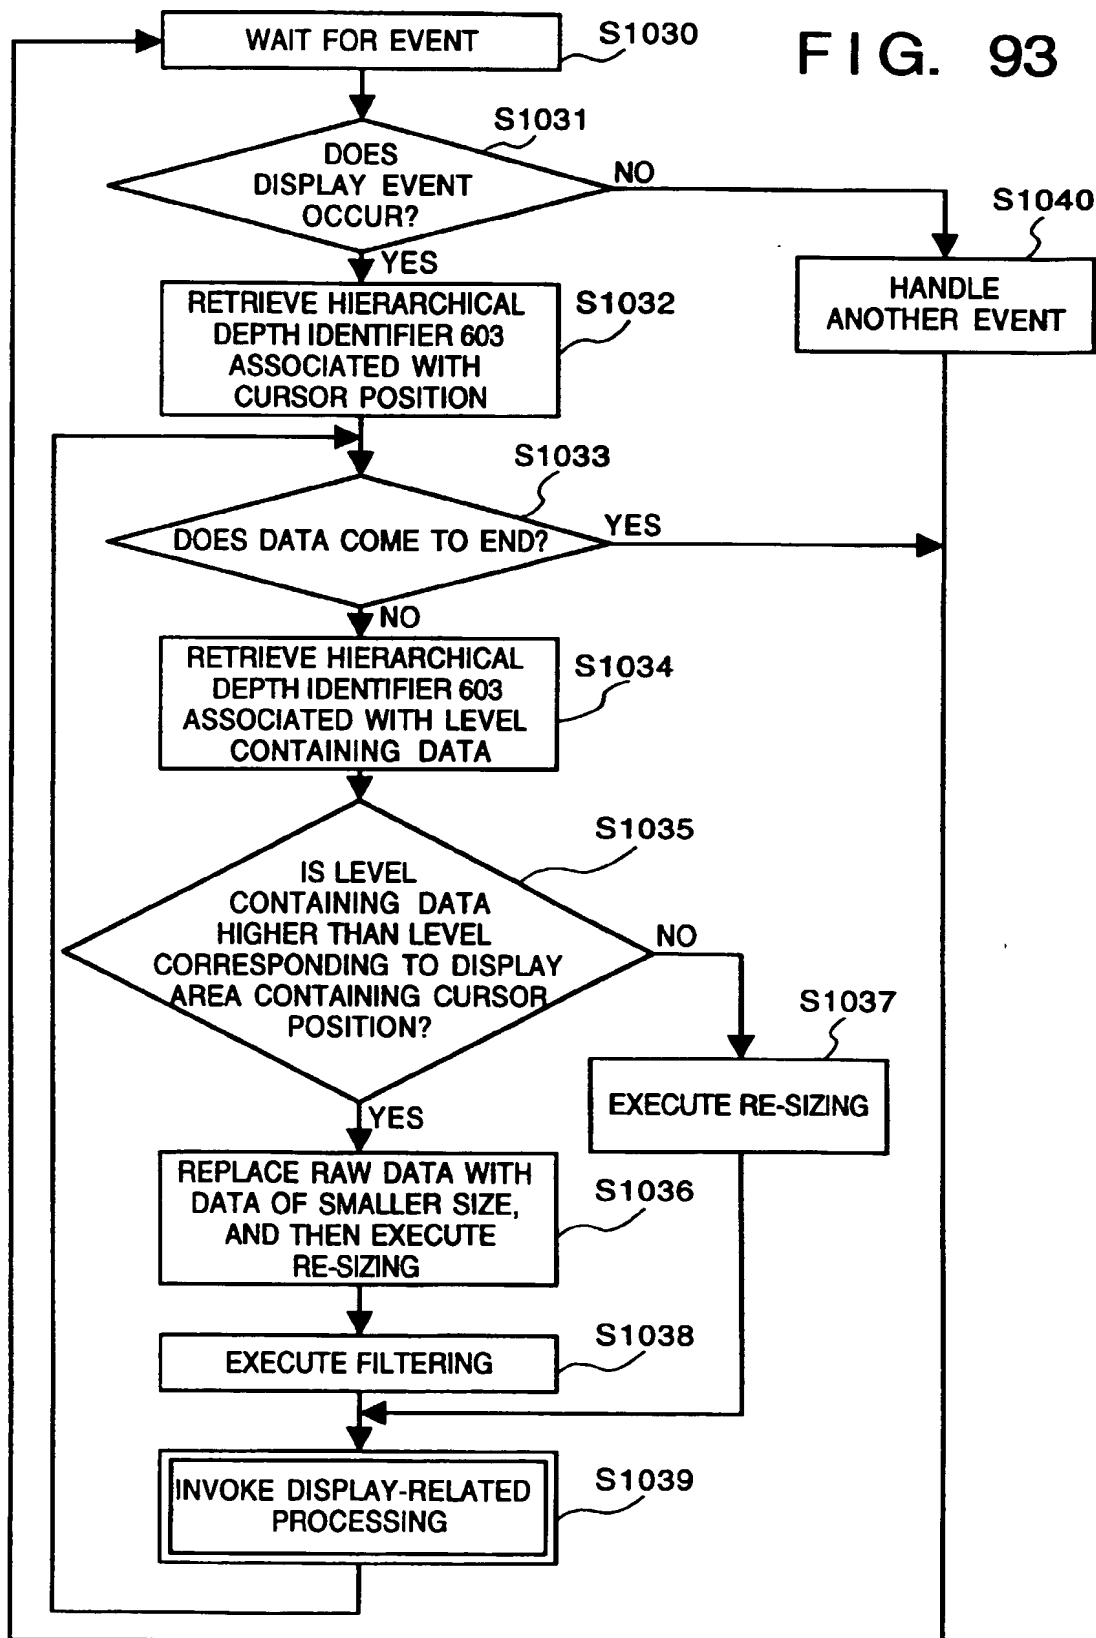 FIG. 93
WAIT FOR EVENT
S1030
S1031
DOES
DISPLAY EVENT
OCCUR?
NO
YES
S1040
HANDLE
ANOTHER EVENT
RETRIEVE HIERARCHICAL
DEPTH IDENTIFIER 603
ASSOCIATED WITH
CURSOR POSITION
S1032
S1033
DOES DATA COME TO END?
YES
NO
RETRIEVE HIERARCHICAL
DEPTH IDENTIFIER 603
ASSOCIATED WITH LEVEL
CONTAINING DATA
S1034
S1035
IS LEVEL
CONTAINING DATA
HIGHER THAN LEVEL
CORRESPONDING TO DISPLAY
AREA CONTAINING CURSOR
POSITION?
NO
YES
S1037
EXECUTE RE-SIZING
REPLACE RAW DATA WITH
DATA OF SMALLER SIZE,
AND THEN EXECUTE
RE-SIZING
S1036
EXECUTE FILTERING
S1038
INVOKE DISPLAY-RELATED
PROCESSING
S1039